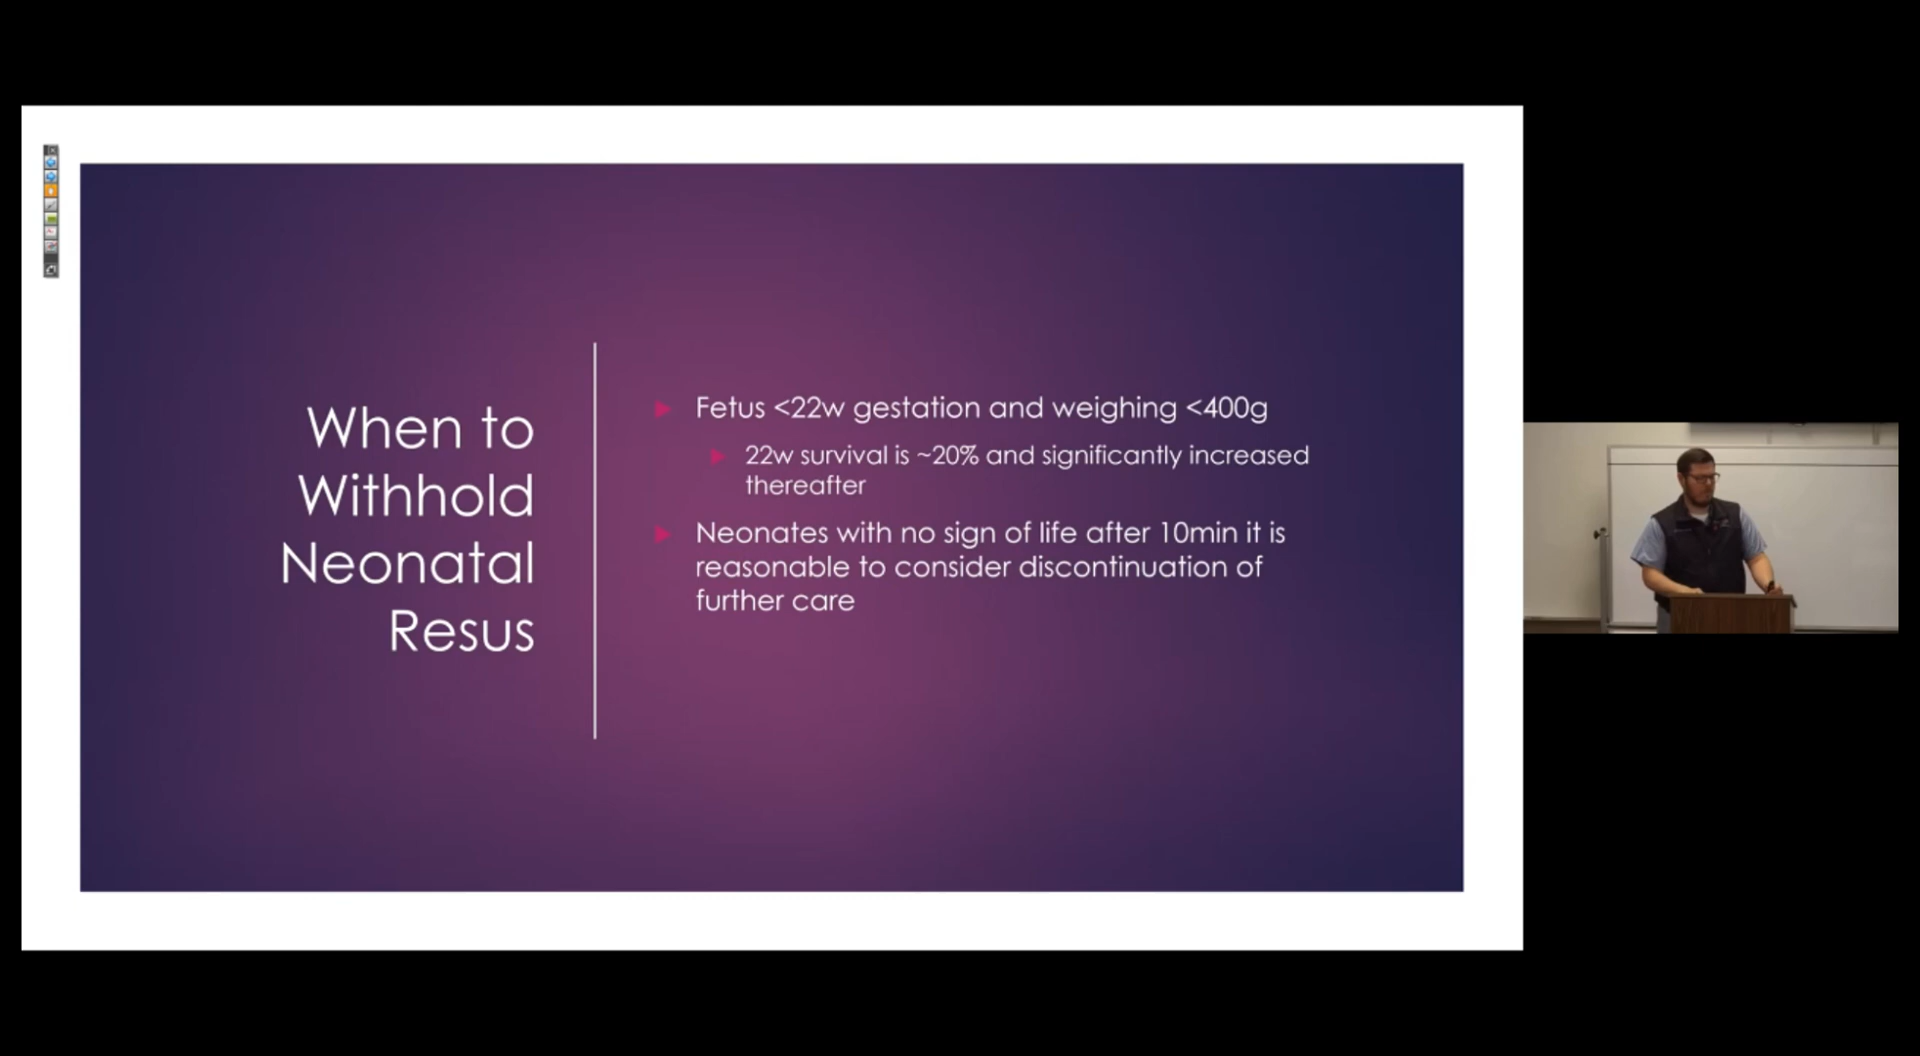 When to
Withhold
Neonatal
Resus
Fetus <22w gestation and weighing <400g
22w survival is ~20% and significantly increased
thereafter
Neonates with no sign of life after 10min it is
reasonable to consider discontinuation of
further care